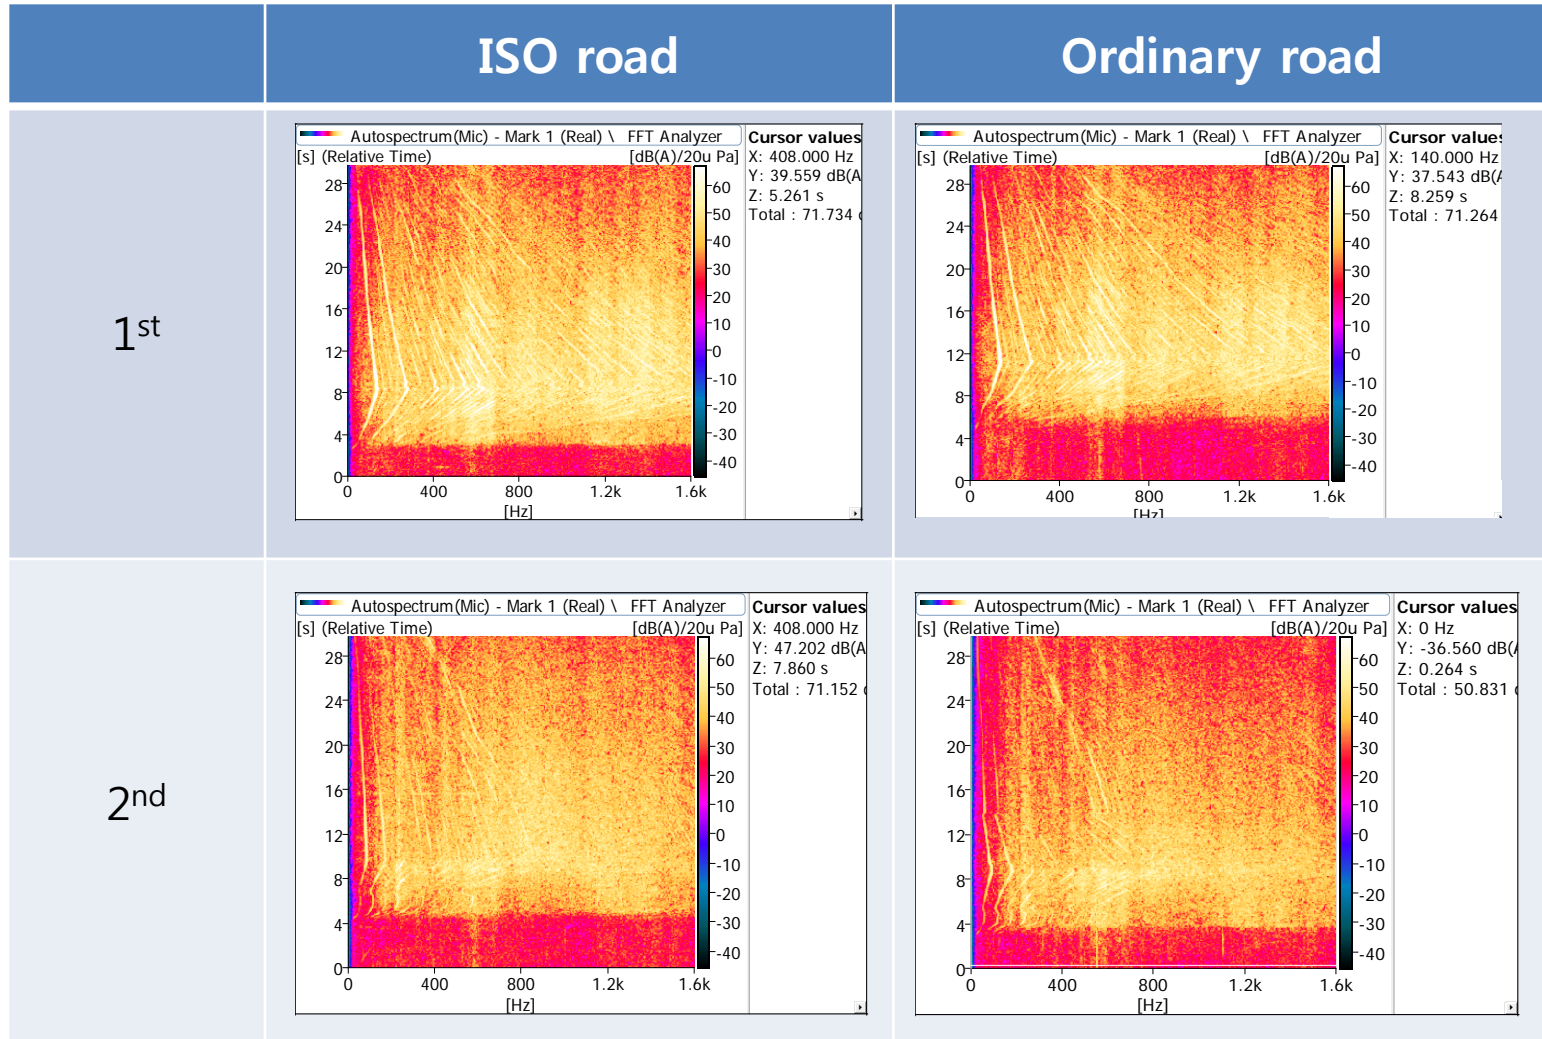 ISO road
Ordinary road
1st
Autospectrum(Mic) - Mark 1 (Real) \ FFT Analyzer
Cursor values
[s] (Relative Time)
[dB(A)/20u Pa]
X: 408.000 Hz
Y: 39.559 dB(A
Z: 5.261 s
Total : 71.734
28
24
20
16
12
8
4
0
60
50
40
30
20
10
0
-10
-20
-30
-40
0 400 800 1.2k 1.6k
[Hz]
Autospectrum(Mic) - Mark 1 (Real) \ FFT Analyzer
Cursor values
[s] (Relative Time)
[dB(A)/20u Pa]
X: 140.000 Hz
Y: 37.543 dB(A
Z: 8.259 s
Total : 71.264
28
24
20
16
12
8
4
0
60
50
40
30
20
10
0
-10
-20
-30
-40
0 400 800 1.2k 1.6k
[Hz]
2nd
Autospectrum(Mic) - Mark 1 (Real) \ FFT Analyzer
Cursor values
[s] (Relative Time)
[dB(A)/20u Pa]
X: 408.000 Hz
Y: 47.202 dB(A
Z: 7.860 s
Total : 71.152
28
24
20
16
12
8
4
0
60
50
40
30
20
10
0
-10
-20
-30
-40
0 400 800 1.2k 1.6k
[Hz]
Autospectrum(Mic) - Mark 1 (Real) \ FFT Analyzer
Cursor values
[s] (Relative Time)
[dB(A)/20u Pa]
X: 0 Hz
Y: -36.560 dB(A
Z: 0.264 s
Total : 50.831
28
24
20
16
12
8
4
0
60
50
40
30
20
10
0
-10
-20
-30
-40
0 400 800 1.2k 1.6k
[Hz]